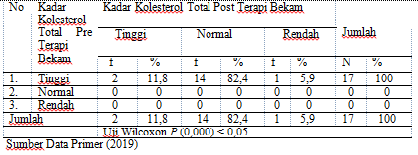 No Kadar Kolesterol Total Pre Terapi Bekam Kadar Kolesterol Total Post Terapi Bekam Jumlah
Tinggi Normal Rendah
f % f % f % N %
1. Tinggi 2 11,8 14 82,4 1 5,9 17 100
2. Normal 0 0 0 0 0 0 0 0
3. Rendah 0 0 0 0 0 0 0 0
Jumlah 2 11,8 14 82,4 1 5,9 17 100
Uji Wilcoxon P (0,000) < 0,05
Sumber Data Primer (2019)